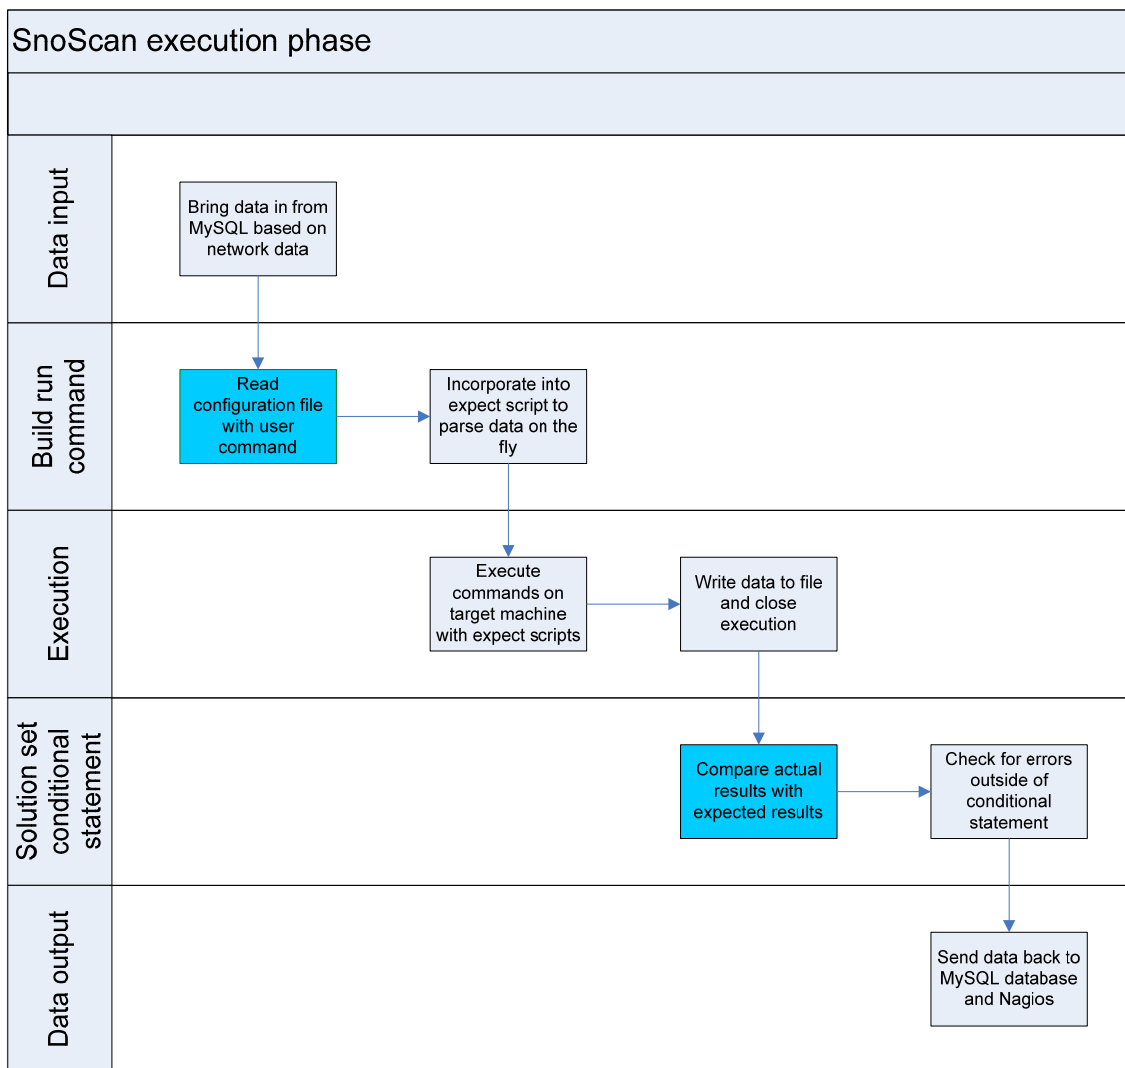 SnoScan execution phase
Data input
Bring data in from
MySQL based on
network data
Build run
command
Read
configuration file
with user
command
Incorporate into
expect script to
parse data on the
fly
Execution
Execute
commands on
target machine
with expect scripts
Write data to file
and close
execution
Solution set
conditional
statement
Compare actual
results with
expected results
Check for errors
outside of
conditional
statement
Data output
Send data back to
MySQL database
and Nagios